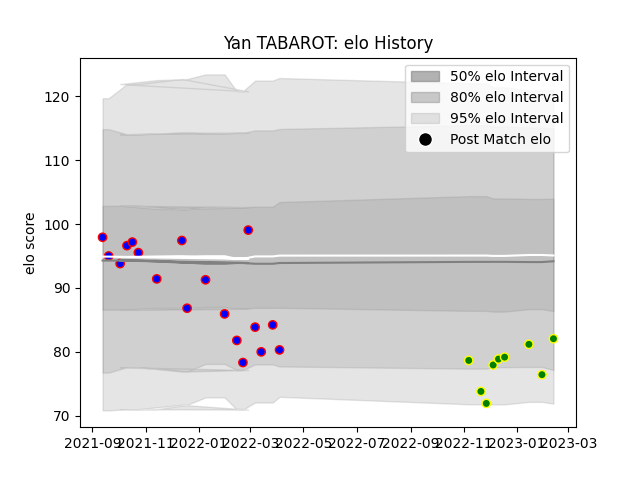 Yan TABAROT: elo History
50% elo Interval
80% elo Interval
95% elo Interval
Post Match elo
elo score
120
110
100
90
80
70
2021-09 2021-11 2022-01 2022-03 2022-05 2022-07 2022-09 2022-11 2023-01 2023-03